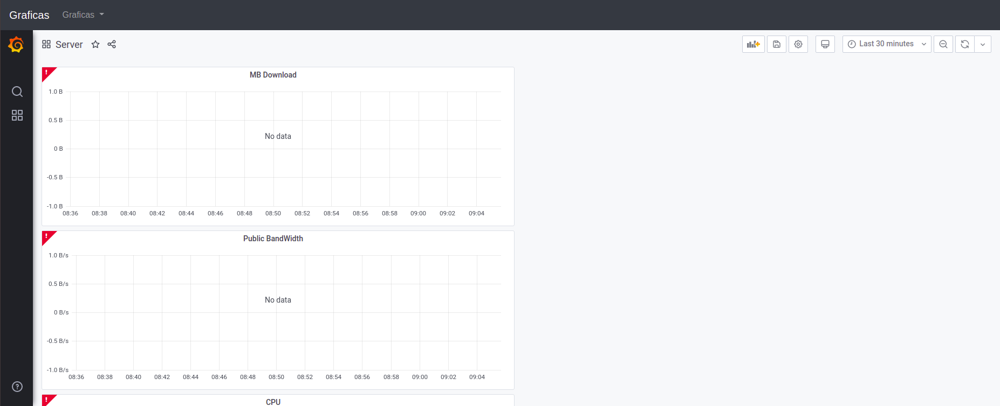 Graficas Graficas
Server Last 30 minutes
!
MB Download
1.0 B
0.5 B
No data
0 B
-0.5 B
-1.0 B
08:36 08:38 08:40 08:42 08:44 08:46 08:48 08:50 08:52 08:54 08:56 08:58 09:00 09:02 09:04
!
Public BandWidth
1.0 B/s
0.5 B/s
No data
0 B/s
-0.5 B/s
-1.0 B/s
08:36 08:38 08:40 08:42 08:44 08:46 08:48 08:50 08:52 08:54 08:56 08:58 09:00 09:02 09:04
?
!
CPU